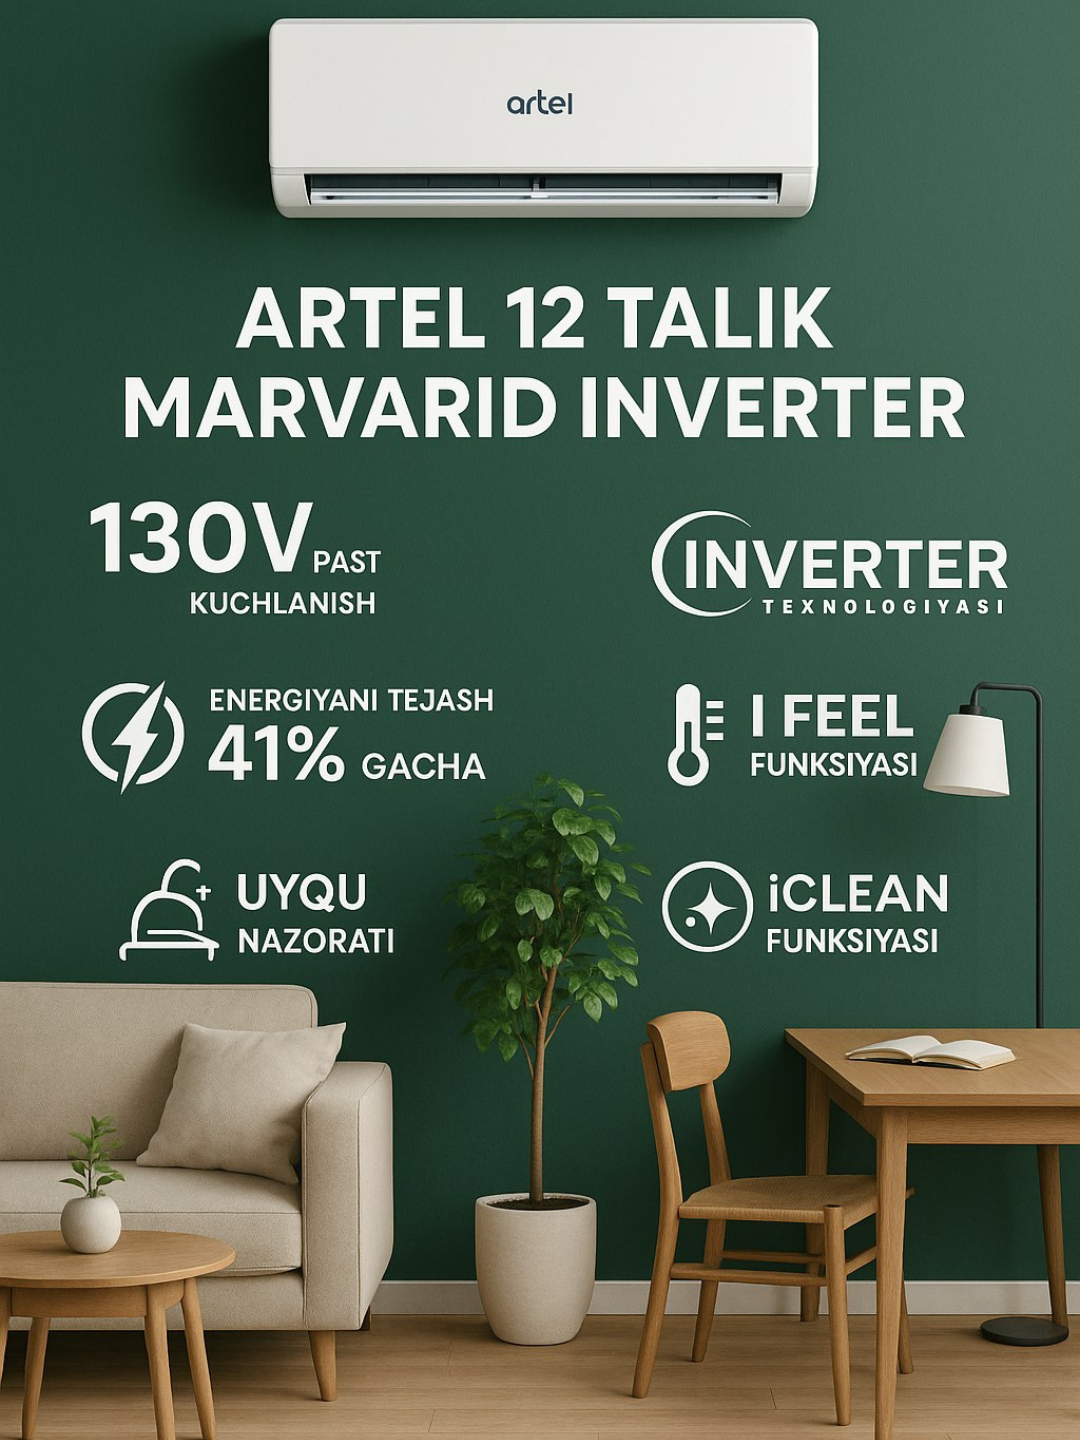 artel
ARTEL 12 TALIK
MARVARID INVERTER
130V PAST
KUCHLANISH
INVERTER
TEXNOLOGIYASI
ENERGIYANI TEJASH
41% GACHA
I FEEL
FUNKSIYASI
UYQU
NAZORATI
iCLEAN
FUNKSIYASI